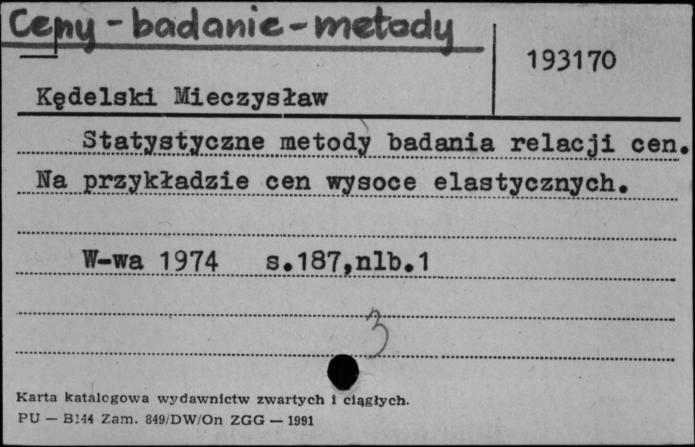 Ceny - badanie - metody
193170
Kędelski Mieczysław
Statystyczne metody badania relacji cen.
Na przykładzie cen wysoce elastycznych.
W-wa 1974 s.187,nlb.1
3
Karta katalogowa wydawnictw zwartych i ciągłych.
PU — B144 Zam. 849/DW/On ZGG — 1991